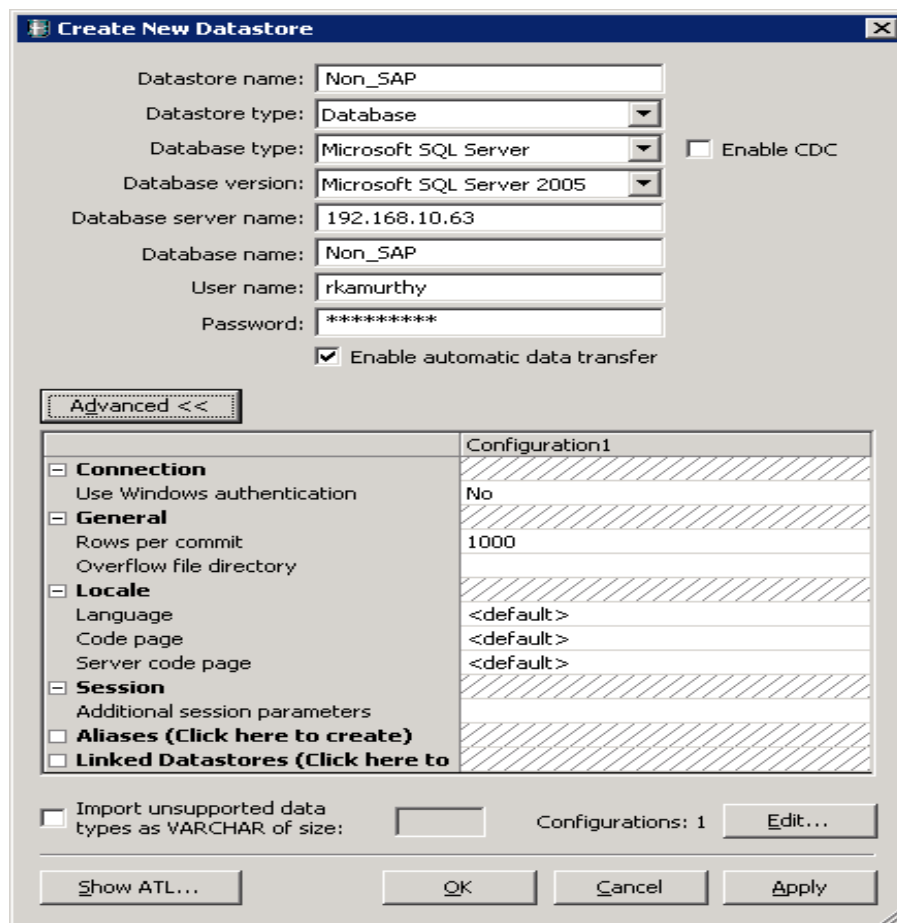 Create New Datastore
Datastore name: Non_SAP
Datastore type: Database
Database type: Microsoft SQL Server Enable CDC
Database version: Microsoft SQL Server 2005
Database server name: 192.168.10.63
Database name: Non_SAP
User name: rkamurthy
Password: *********
Enable automatic data transfer
Advanced <<
Configuration1
Connection
Use Windows authentication No
General
Rows per commit 1000
Overflow file directory
Locale
Language <default>
Code page <default>
Server code page <default>
Session
Additional session parameters
Aliases (Click here to create)
Linked Datastores (Click here to
Import unsupported data
types as VARCHAR of size:
Configurations: 1 Edit...
Show ATL... OK Cancel Apply